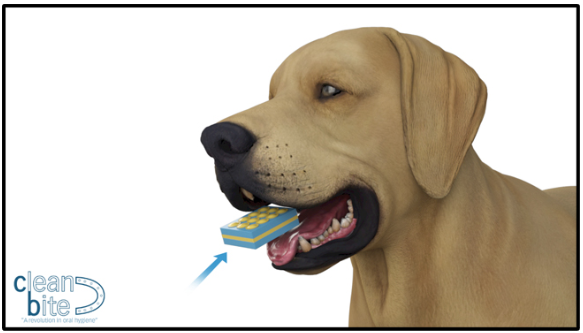 clean
bite
"A revolution in oral hygiene"